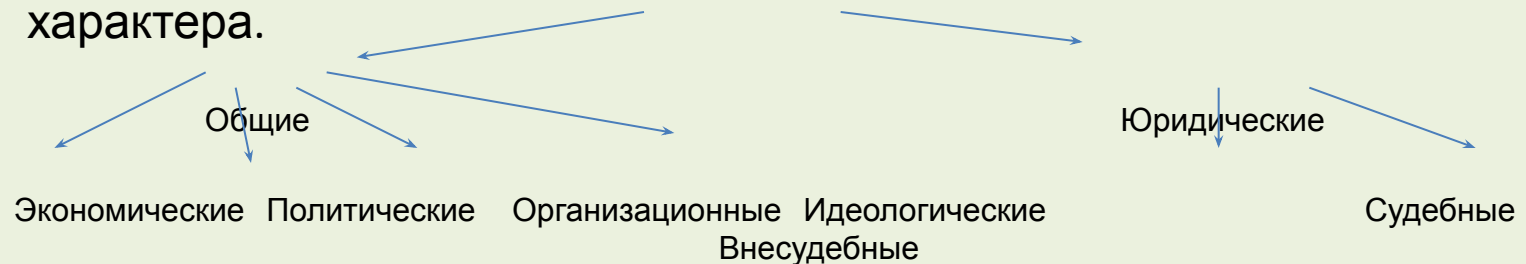 характера.
Общие Юридические
Экономические Политические Организационные Идеологические Судебные
Внесудебные